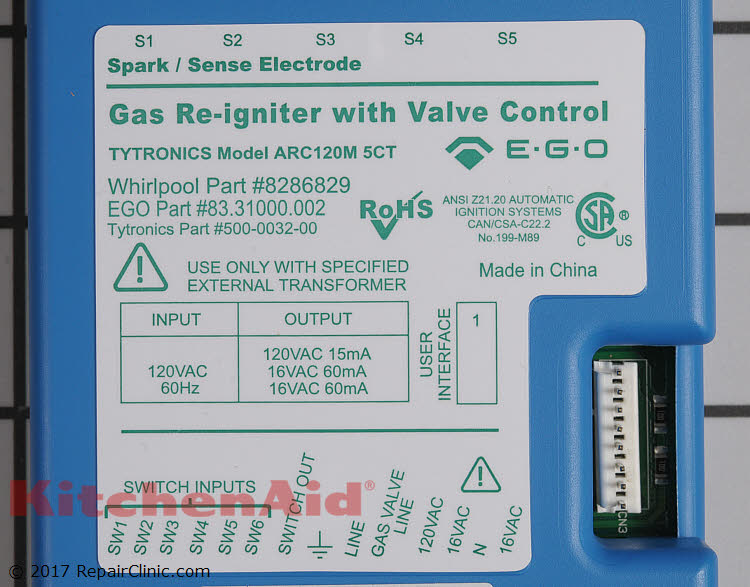 S1 S2 S3 S4 S5
Spark / Sense Electrode
Gas Re-igniter with Valve Control
TYTRONICS Model ARC120M 5CT
E·G·O
Whirlpool Part #8286829
EGO Part #83.31000.002
Tytronics Part #500-0032-00
RoHS
ANSI Z21.20 AUTOMATIC
IGNITION SYSTEMS
CAN/CSA-C22.2
No.199-M89
CSA ®
C US
! USE ONLY WITH SPECIFIED
EXTERNAL TRANSFORMER
Made in China
INPUT OUTPUT
120VAC
60Hz
120VAC 15mA
16VAC 60mA
16VAC 60mA
USER
INTERFACE
1
CN3
SWITCH INPUTS
SW1
SW2
SW3
SW4
SW5
SW6
SWITCH OUT
LINE
GAS VALVE
LINE
120VAC
16VAC
!
N
16VAC
KitchenAid®
© 2017 RepairClinic.com